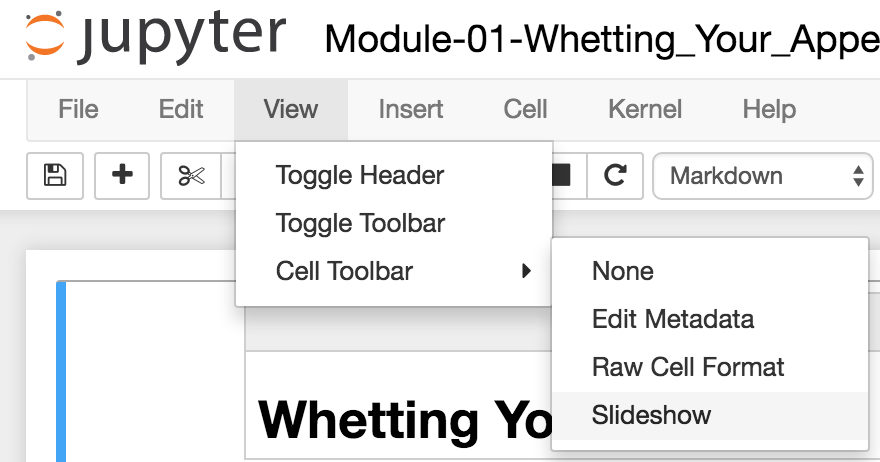 jupyter Module-01-Whetting_Your_Appe
File Edit View Insert Cell Kernel Help
Markdown
Toggle Header
Toggle Toolbar
Cell Toolbar
None
Edit Metadata
Raw Cell Format
Slideshow
Whetting Yo